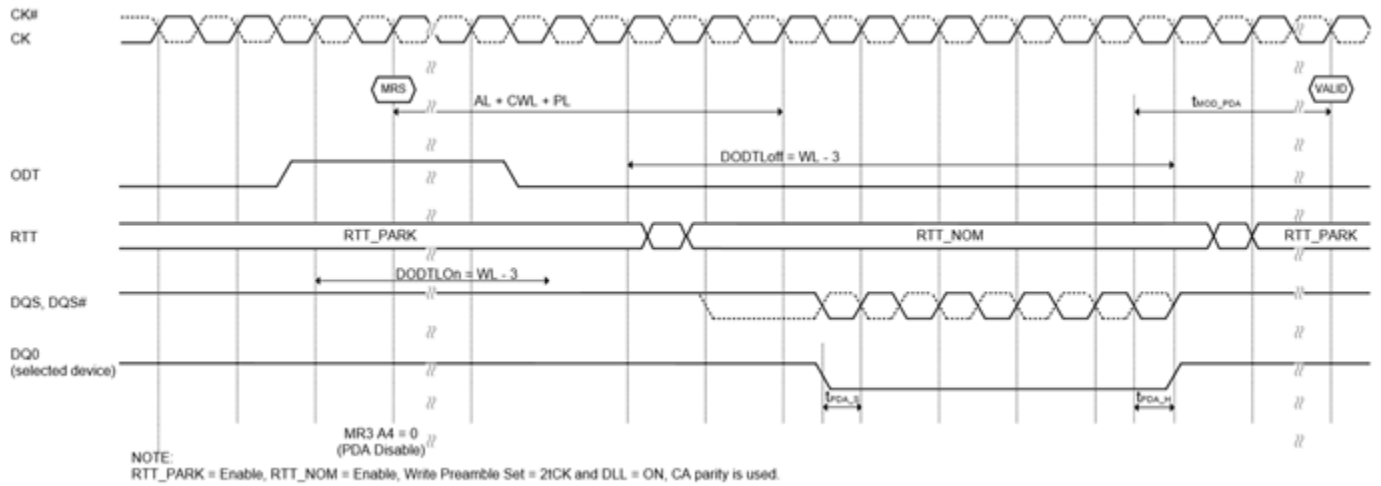 CK#
CK
MRS
VALID
AL + CWL + PL
tMOD_PDA
DODTLoff = WL - 3
ODT
RTT
RTT_PARK
RTT_NOM
RTT_PARK
DODTLOn = WL - 3
DQS, DQS#
DQ0
(selected device)
tPDA_S
tPDA_H
MR3 A4 = 0
(PDA Disable)
NOTE:
RTT_PARK = Enable, RTT_NOM = Enable, Write Preamble Set = 2tCK and DLL = ON, CA parity is used.